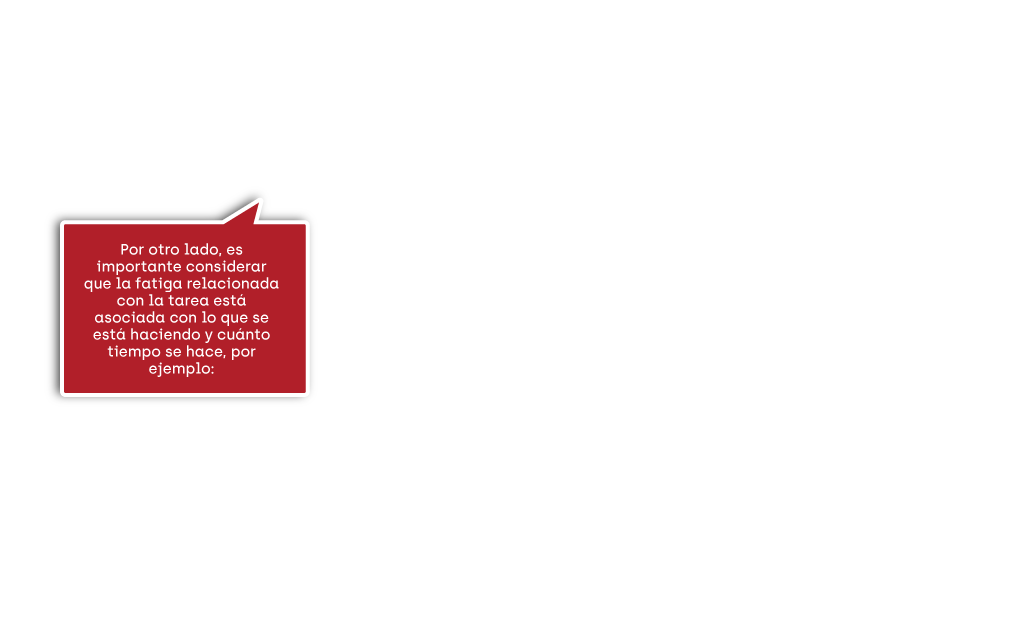 Por otro lado, es
importante considerar
que la fatiga relacionada
con la tarea está
asociada con lo que se
está haciendo y cuánto
tiempo se hace, por
ejemplo: